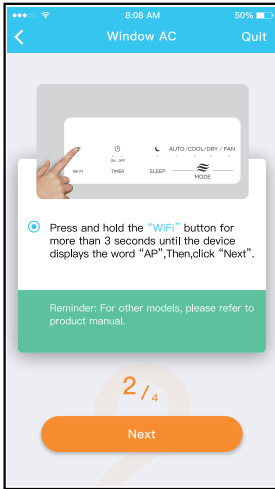 8:08 AM
50%
Window AC
Quit
AUTO / COOL / DRY / FAN
ON OFF
WiFi
TIMER
SLEEP
MODE
Press and hold the “WiFi” button for
more than 3 seconds until the device
displays the word “AP”,Then,click “Next”.
Reminder: For other models, please refer to
product manual.
2/4
Next